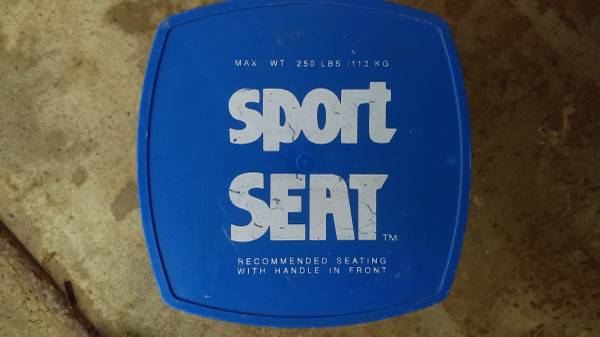 MAX WT 250 LBS /113 KG
sport
SEAT
TM
RECOMMENDED SEATING
WITH HANDLE IN FRONT